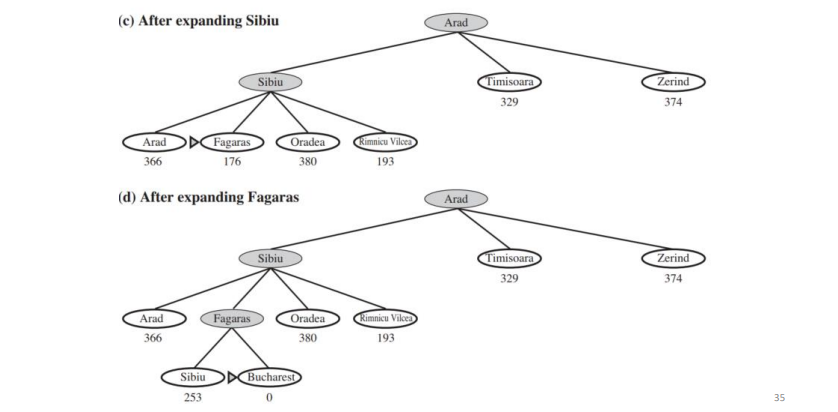 (c) After expanding Sibiu
Arad
Sibiu
Timisoara
Zerind
329
374
Arad
Fagaras
Oradea
Rimnicu Vilcea
366
176
380
193
(d) After expanding Fagaras
Arad
Sibiu
Timisoara
Zerind
329
374
Arad
Fagaras
Oradea
Rimnicu Vilcea
366
380
193
Sibiu
Bucharest
253
0
35